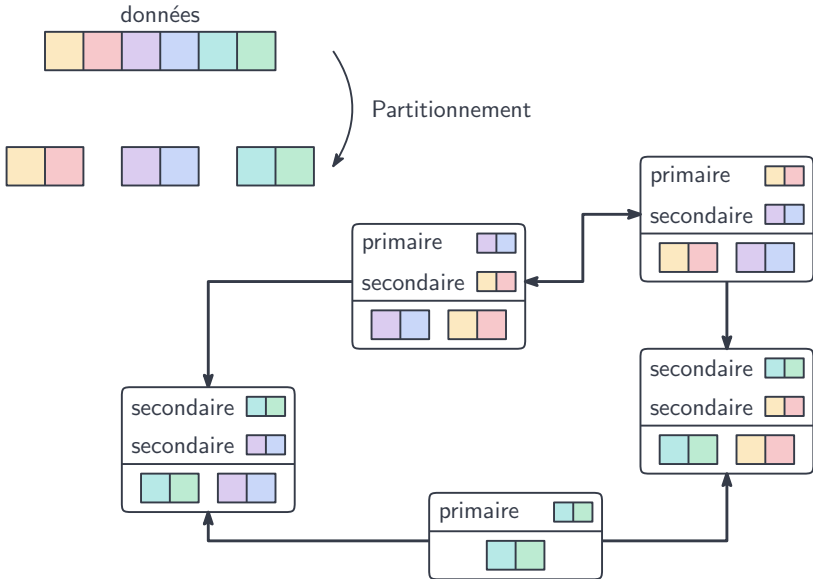 données
Partitionnement
primaire
secondaire
primaire
secondaire
secondaire
secondaire
secondaire
secondaire
primaire